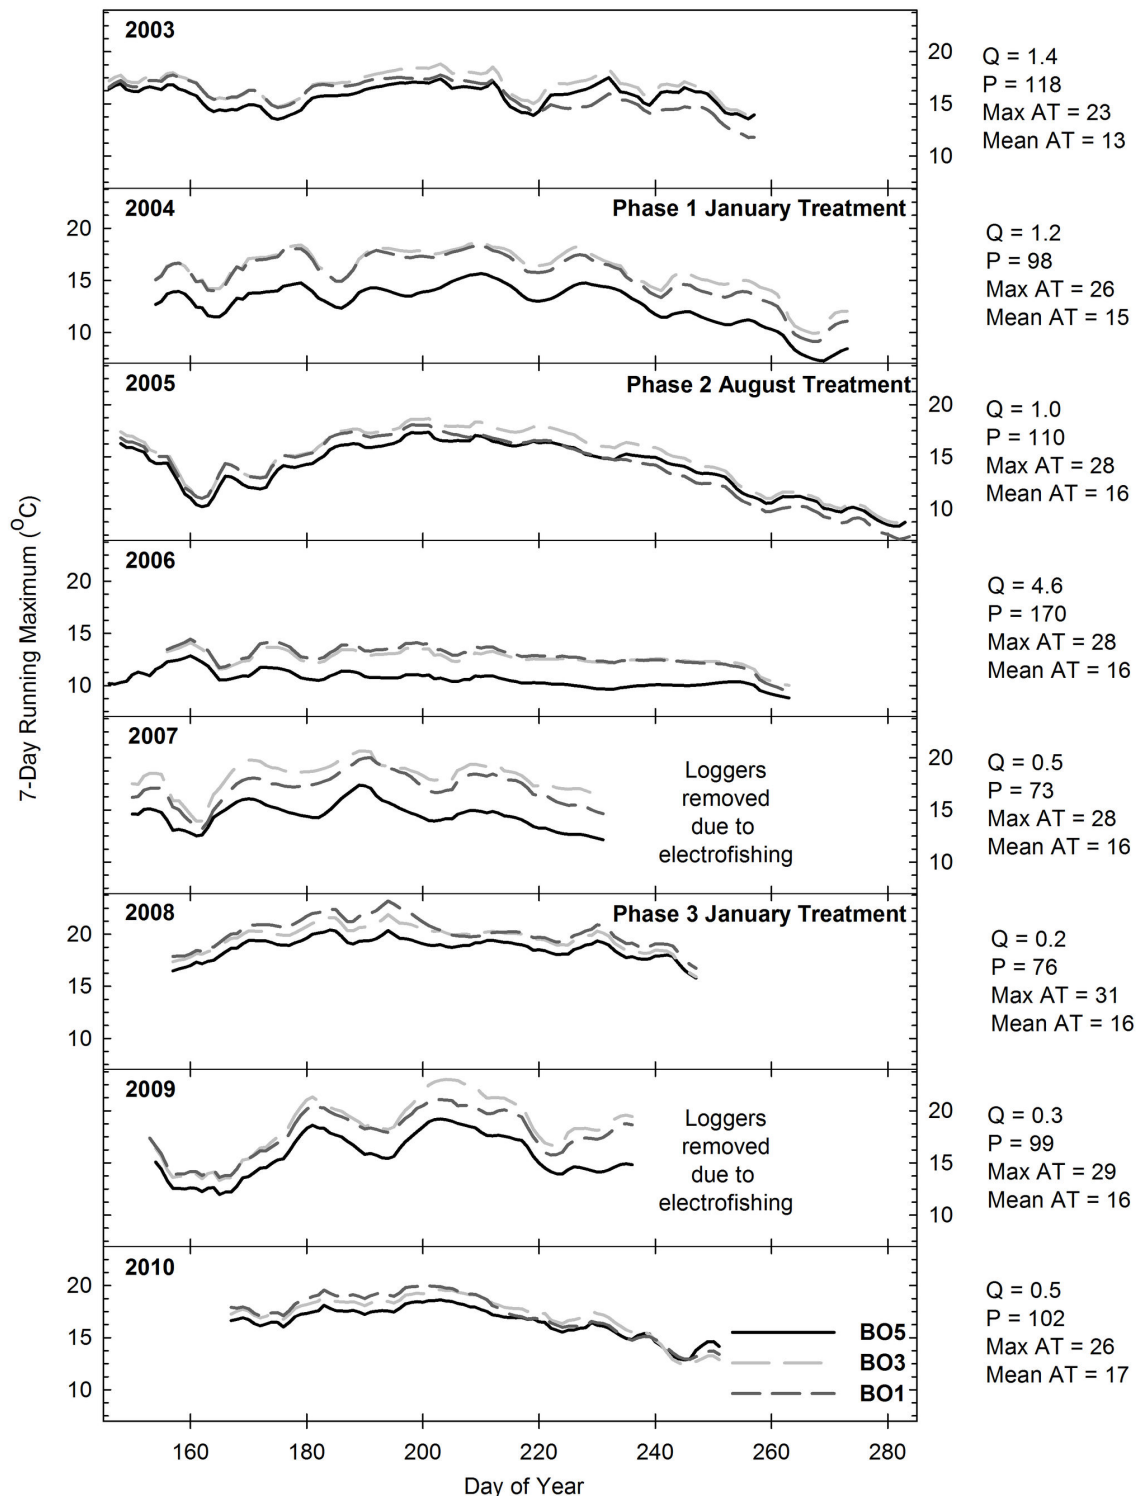 2003
20
15
10
Q = 1.4
P = 118
Max AT = 23
Mean AT = 13
2004
Phase 1 January Treatment
20
15
10
Q = 1.2
P = 98
Max AT = 26
Mean AT = 15
2005
Phase 2 August Treatment
20
15
10
Q = 1.0
P = 110
Max AT = 28
Mean AT = 16
2006
20
15
10
Q = 4.6
P = 170
Max AT = 28
Mean AT = 16
7-Day Running Maximum (°C)
2007
Loggers
removed
due to
electrofishing
20
15
10
Q = 0.5
P = 73
Max AT = 28
Mean AT = 16
2008
Phase 3 January Treatment
20
15
10
Q = 0.2
P = 76
Max AT = 31
Mean AT = 16
2009
Loggers
removed
due to
electrofishing
20
15
10
Q = 0.3
P = 99
Max AT = 29
Mean AT = 16
2010
20
15
10
BO5
BO3
BO1
Q = 0.5
P = 102
Max AT = 26
Mean AT = 17
160 180 200 220 240 260 280
Day of Year